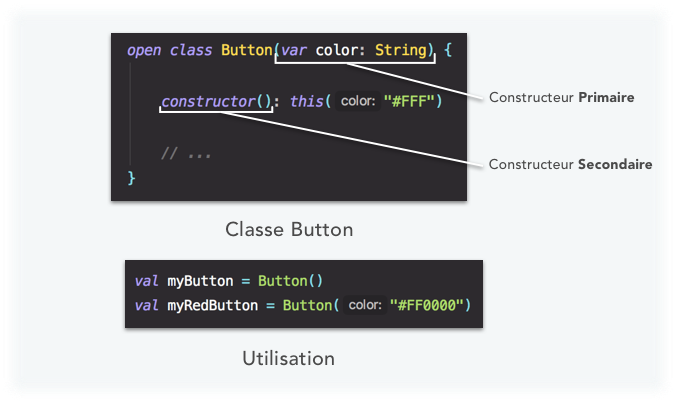 open class Button(var color: String) {
constructor(): this( color: "#FFF")
Constructeur Primaire
// ...
Constructeur Secondaire
}
Classe Button
val myButton = Button()
val myRedButton = Button( color: "#FF0000")
Utilisation